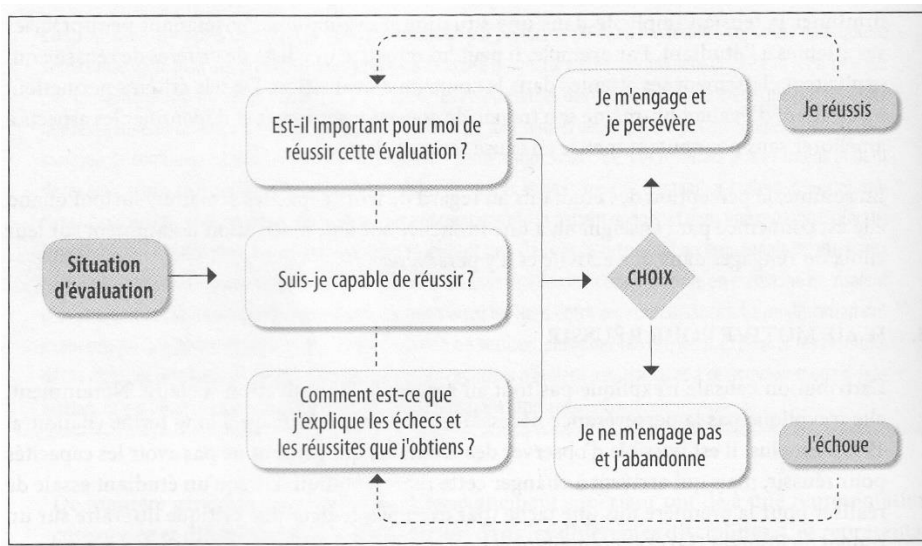 Est-il important pour moi de
réussir cette évaluation ?
Je m'engage et
je persévère
Je réussis
Situation
d'évaluation
Suis-je capable de réussir ?
CHOIX
Comment est-ce que
j'explique les échecs et
les réussites que j'obtiens ?
Je ne m'engage pas
et j'abandonne
J'échoue